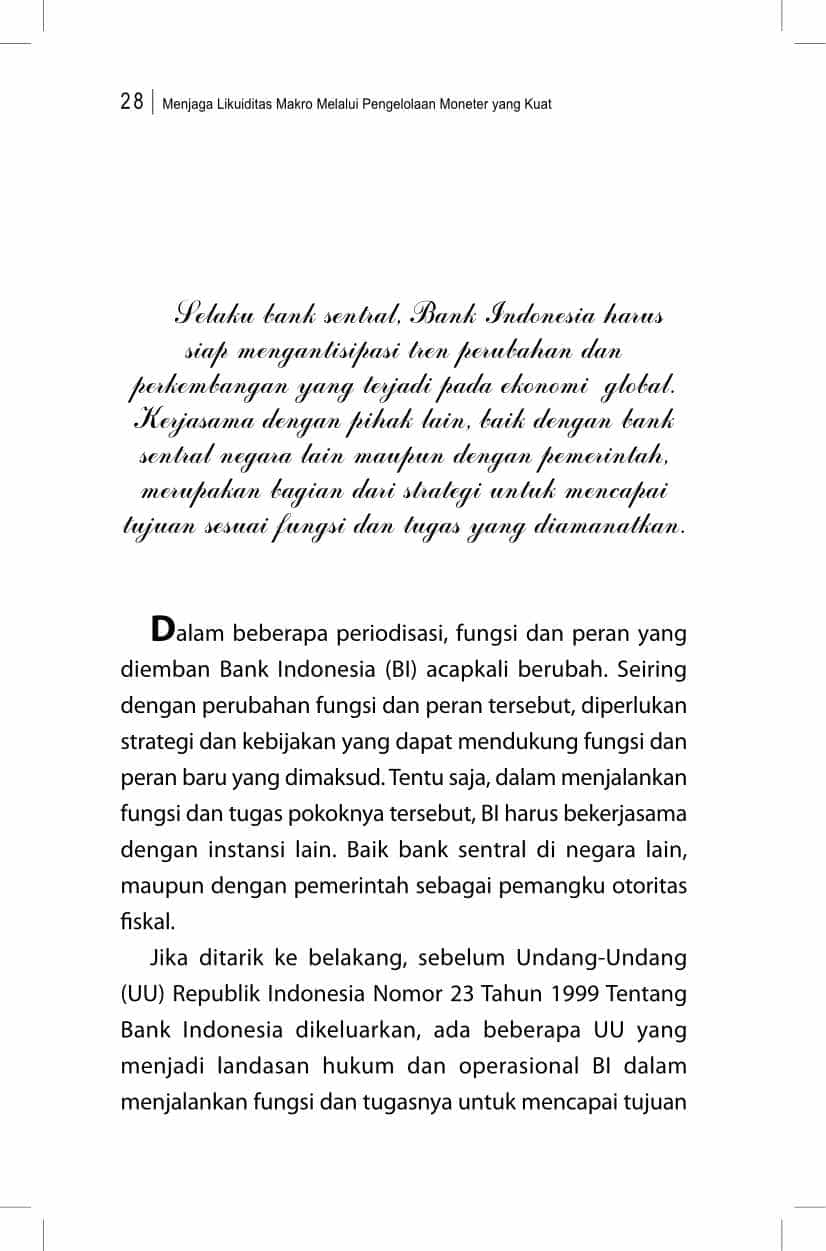 28 | Menjaga Likuiditas Makro Melalui Pengelolaan Moneter yang Kuat
Selaku bank sentral, Bank Indonesia harus
siap mengantisipasi tren perubahan dan
perkembangan yang terjadi pada ekonomi global.
Kerjasama dengan pihak lain, baik dengan bank
sentral negara lain maupun dengan pemerintah,
merupakan bagian dari strategi untuk mencapai
tujuan sesuai fungsi dan tugas yang diamanatkan.
Dalam beberapa periodisasi, fungsi dan peran yang
diemban Bank Indonesia (BI) acapkali berubah. Seiring
dengan perubahan fungsi dan peran tersebut, diperlukan
strategi dan kebijakan yang dapat mendukung fungsi dan
peran baru yang dimaksud. Tentu saja, dalam menjalankan
fungsi dan tugas pokoknya tersebut, BI harus bekerjasama
dengan instansi lain. Baik bank sentral di negara lain,
maupun dengan pemerintah sebagai pemangku otoritas
fiskal.
Jika ditarik ke belakang, sebelum Undang-Undang
(UU) Republik Indonesia Nomor 23 Tahun 1999 Tentang
Bank Indonesia dikeluarkan, ada beberapa UU yang
menjadi landasan hukum dan operasional BI dalam
menjalankan fungsi dan tugasnya untuk mencapai tujuan